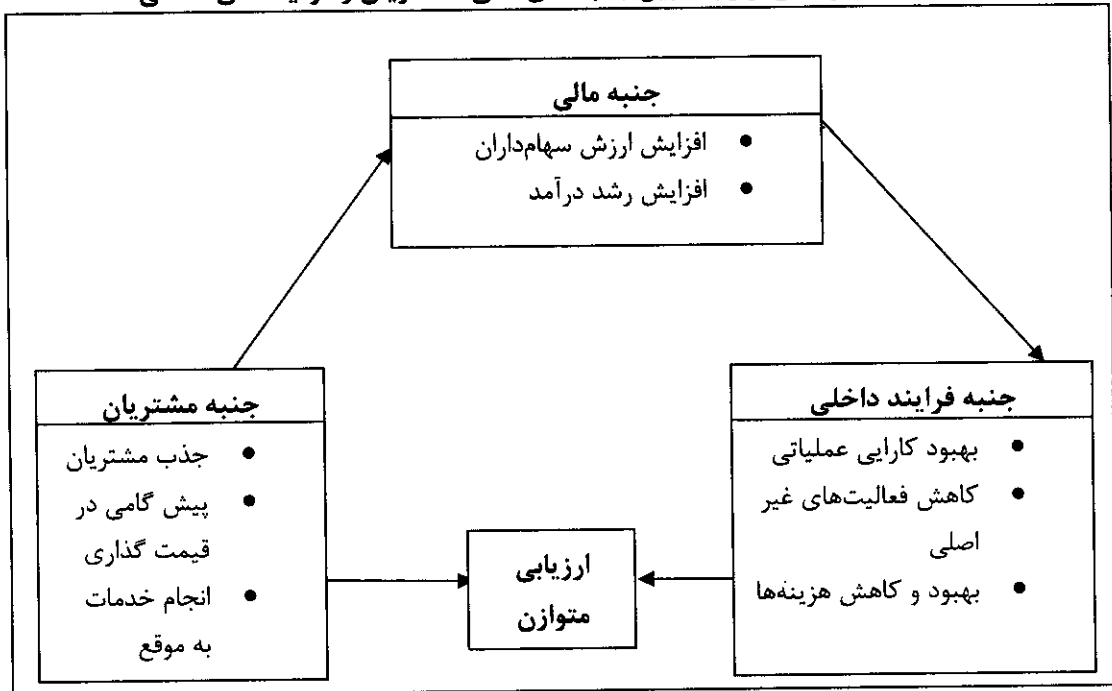 جنبه مالی
● افزایش ارزش سهام‌داران
● افزایش رشد درآمد
جنبه فرایند داخلی
● بهبود کارایی عملیاتی
● کاهش فعالیت‌های غیر
اصلی
● بهبود و کاهش هزینه‌ها
ارزیابی
متوازن
جنبه مشتریان
● جذب مشتریان
● پیش گامی در
قیمت گذاری
● انجام خدمات
به موقع